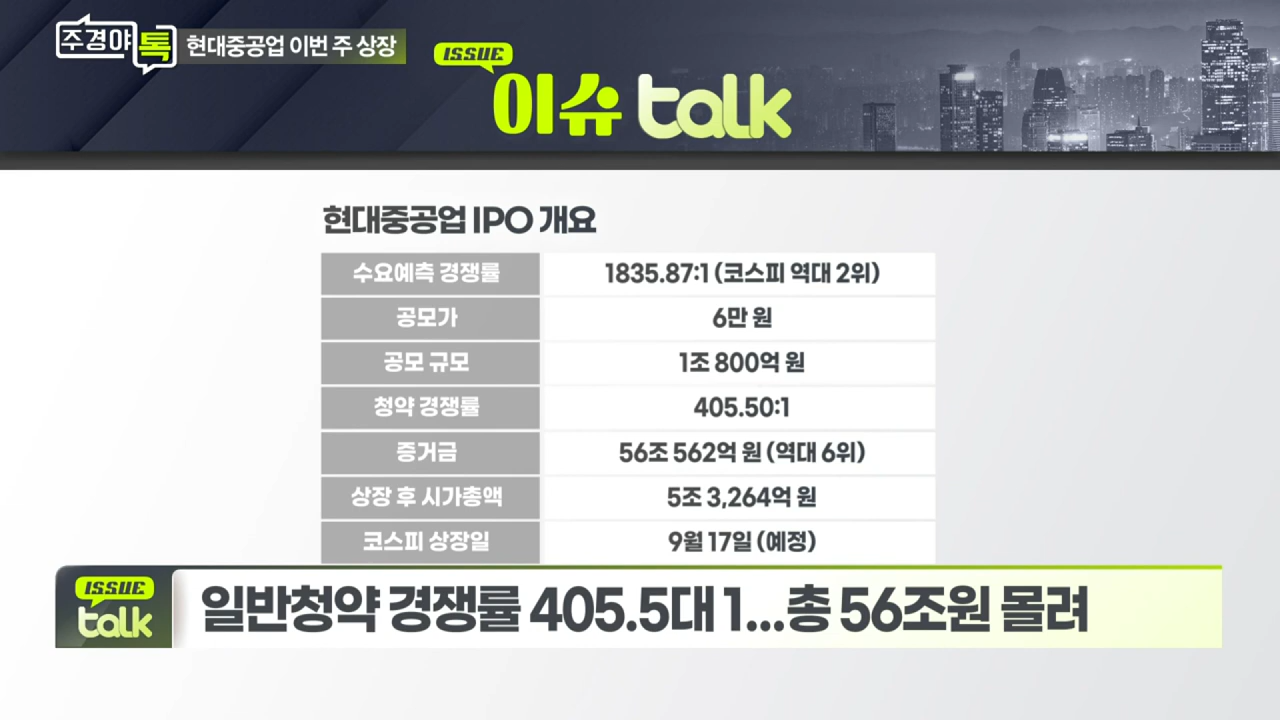 주경야톡 현대중공업 이번 주 상장
ISSUE
이슈 talk
현대중공업 IPO 개요
수요예측 경쟁률 1835.87:1 (코스피 역대 2위)
공모가 6만 원
공모 규모 1조 800억 원
청약 경쟁률 405.50:1
증거금 56조 562억 원 (역대 6위)
상장 후 시가총액 5조 3,264억 원
코스피 상장일 9월 17일 (예정)
ISSUE
talk
일반청약 경쟁률 405.5대 1...총 56조원 몰려